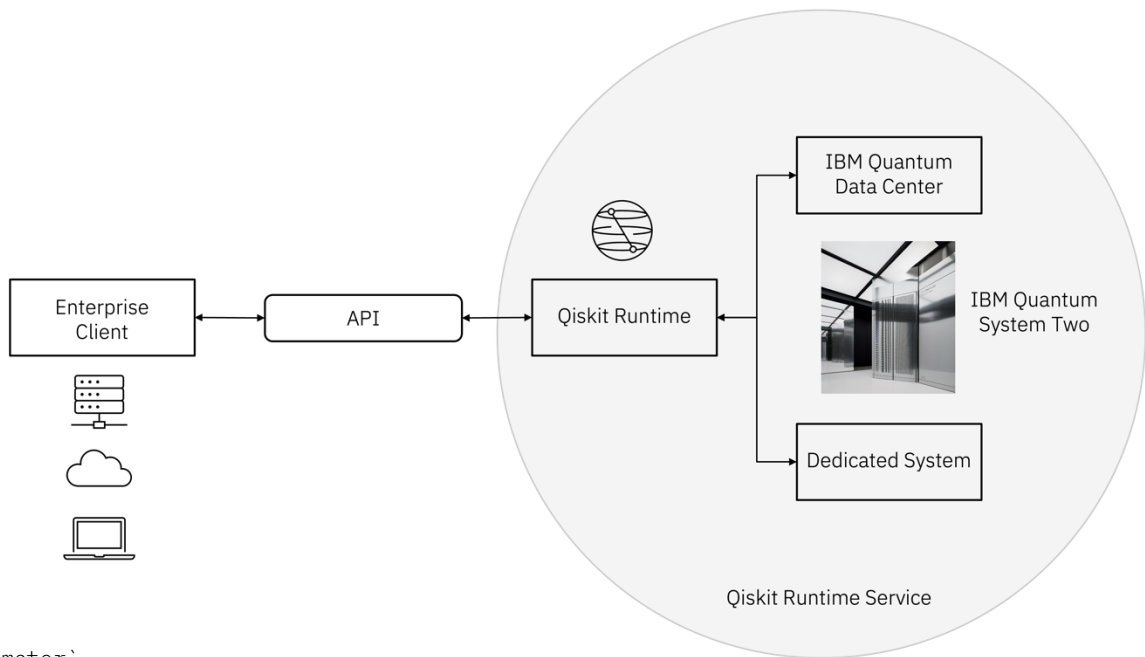 IBM Quantum
Data Center
Enterprise
Client
API
Qiskit Runtime
IBM Quantum
System Two
Dedicated System
Qiskit Runtime Service